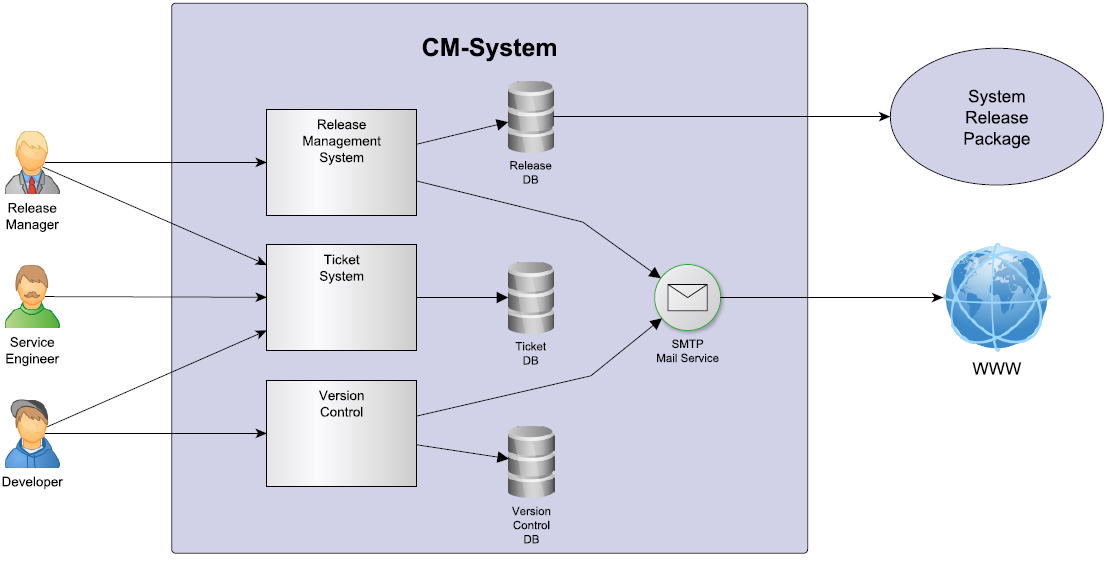 CM-System
Release
Management
System
Release
DB
System
Release
Package
Release
Manager
Ticket
System
Ticket
DB
SMTP
Mail Service
WWW
Service
Engineer
Version
Control
Version
Control
DB
Developer